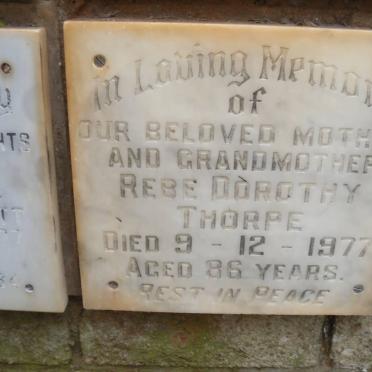 In Loving Memory
of
OUR BELOVED MOTHER
AND GRANDMOTHER
REBE DOROTHY
THORPE
DIED 9 - 12 - 1977
AGED 86 YEARS.
REST IN PEACE